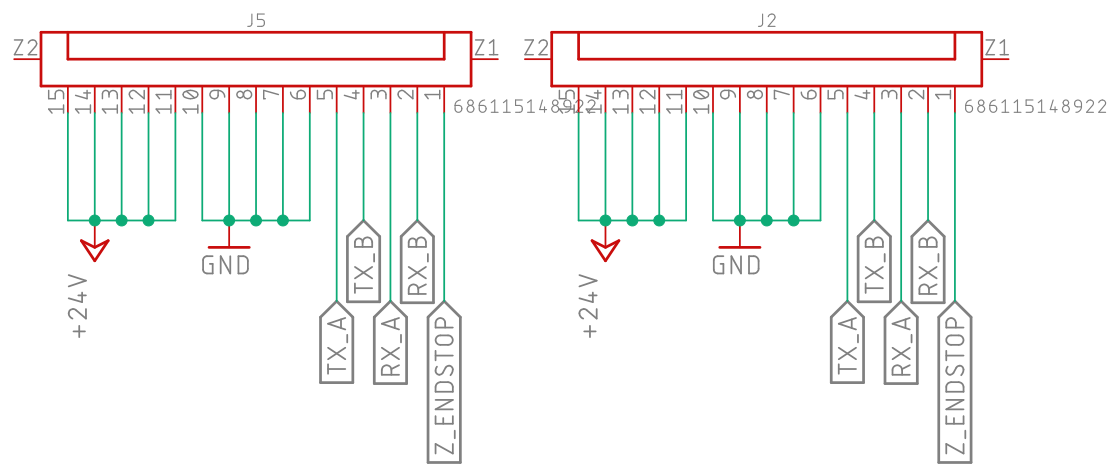 J5
J2
Z2
Z1
Z2
Z1
15
14
13
12
11
10
9
8
7
6
5
4
3
2
1
686115148922
15
14
13
12
11
10
9
8
7
6
5
4
3
2
1
686115148922
+24V
GND
TX_A
TX_B
RX_A
RX_B
Z_ENDSTOP
+24V
GND
TX_A
TX_B
RX_A
RX_B
Z_ENDSTOP